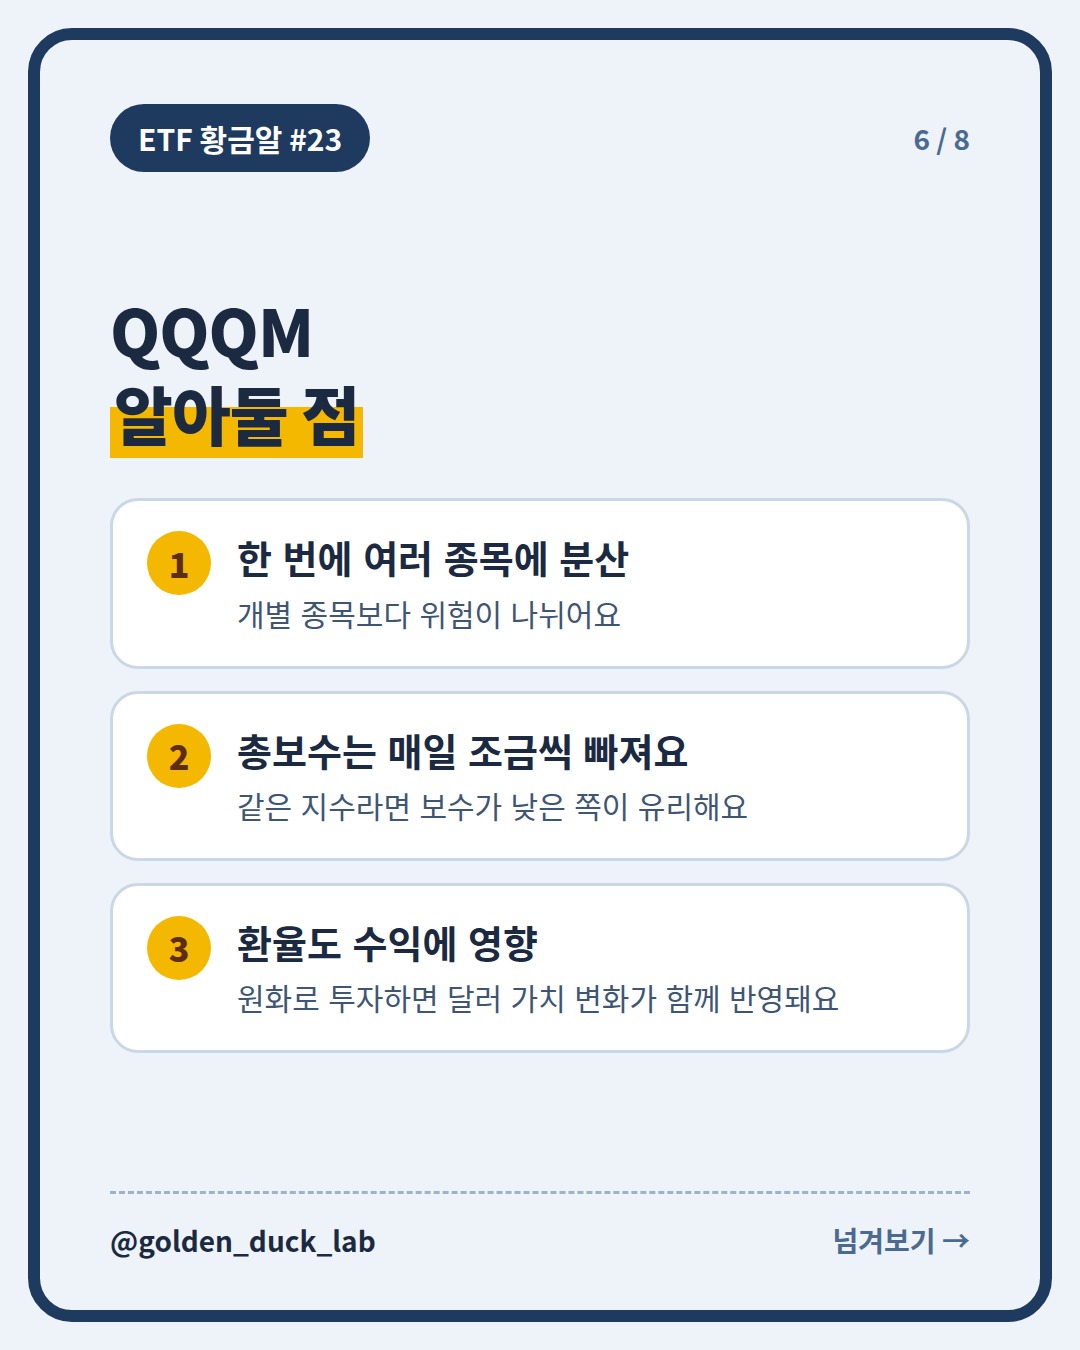 ETF 황금알 #23
6 / 8
QQQM
알아둘 점
1
한 번에 여러 종목에 분산
개별 종목보다 위험이 나뉘어요
2
총보수는 매일 조금씩 빠져요
같은 지수라면 보수가 낮은 쪽이 유리해요
3
환율도 수익에 영향
원화로 투자하면 달러 가치 변화가 함께 반영돼요
@golden_duck_lab
넘겨보기 →